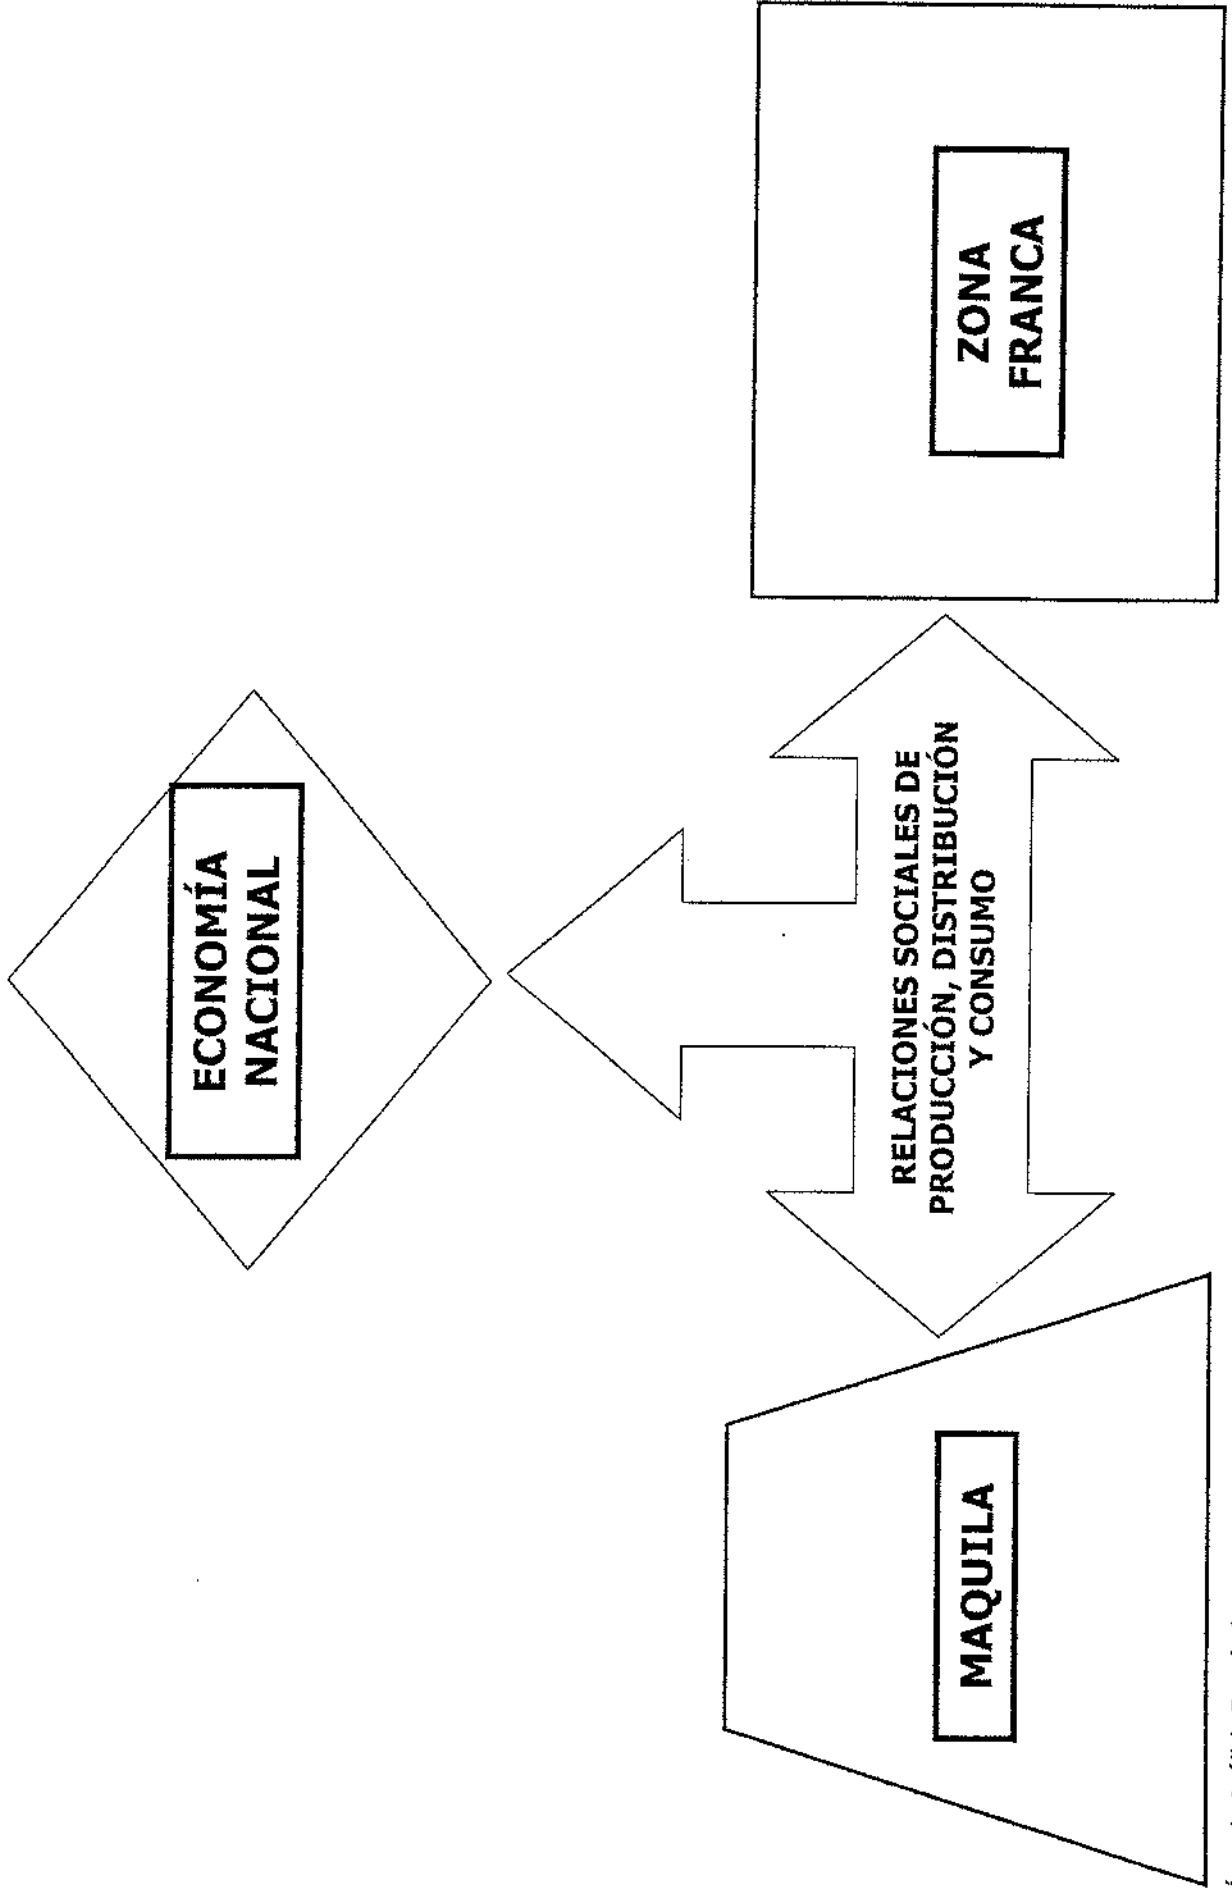 ECONOMÍA
NACIONAL
RELACIONES SOCIALES DE
PRODUCCIÓN, DISTRIBUCIÓN
Y CONSUMO
MAQUILA
ZONA
FRANCA